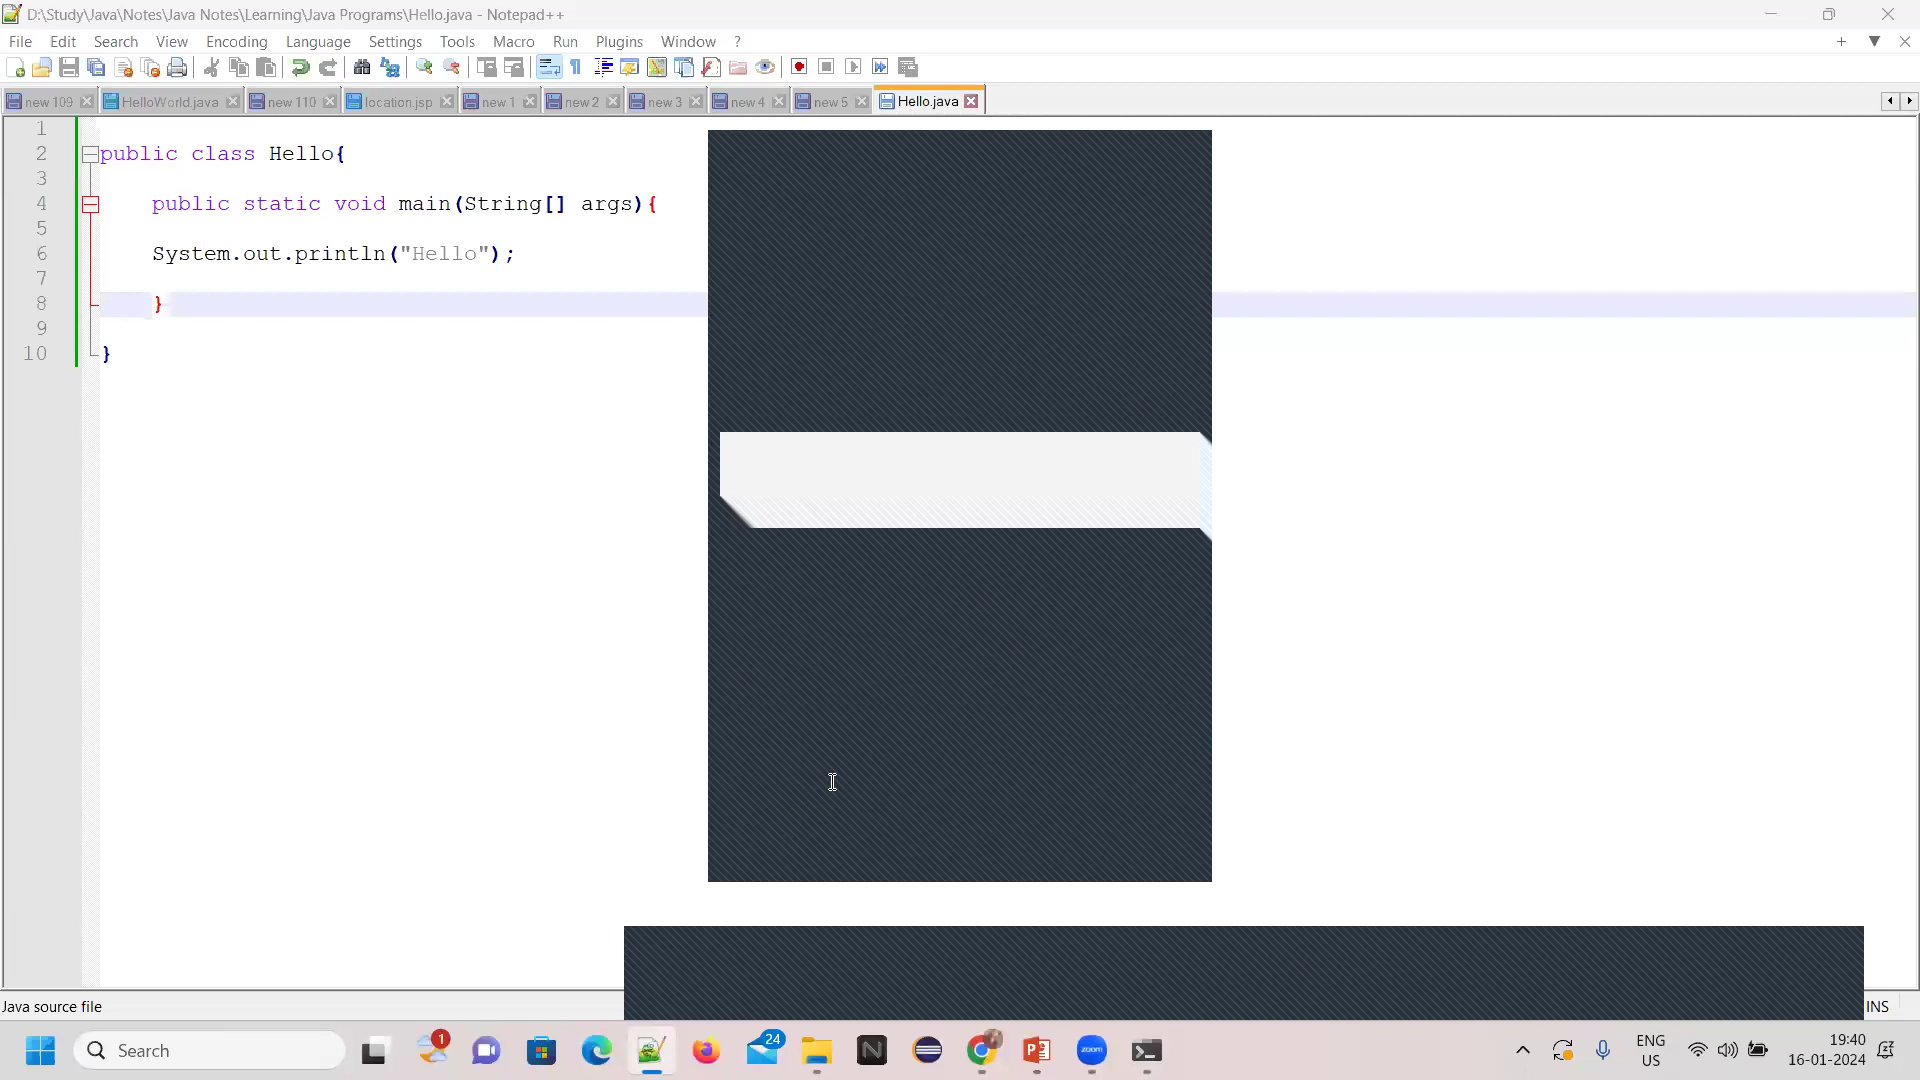 D:\Study\Java\Notes\Java Notes\Learning\Java Programs\Hello.java - Notepad++
File Edit Search View Encoding Language Settings Tools Macro Run Plugins Window ?
new 109 HelloWorld.java new 110 location.jsp new 1 new 2 new 3 new 4 new 5 Hello.java
1
2 public class Hello{
3
4 public static void main(String[] args){
5
6 System.out.println("Hello");
7
8 }
9
10 }
Java source file INS
Search 1 24 N zoom ENG US 19:40 16-01-2024